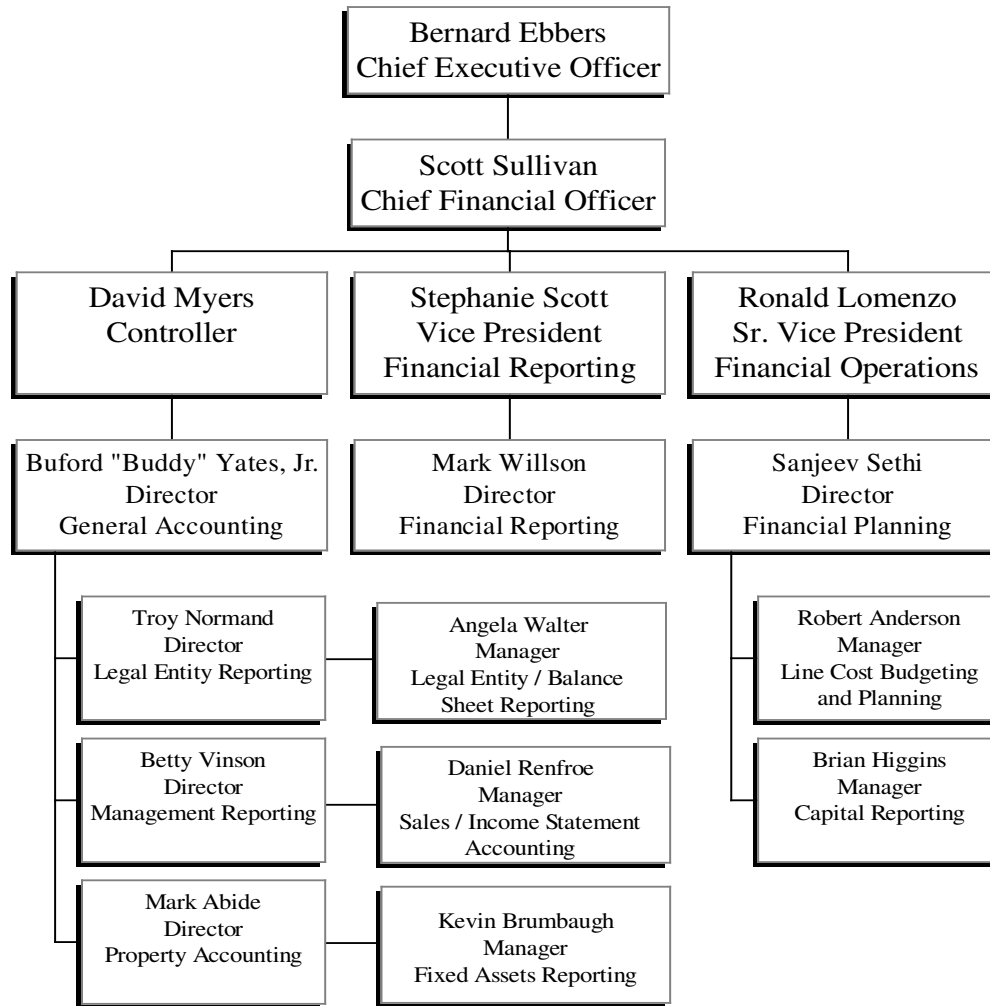 Bernard Ebbers
Chief Executive Officer
Scott Sullivan
Chief Financial Officer
David Myers
Controller
Stephanie Scott
Vice President
Financial Reporting
Ronald Lomenzo
Sr. Vice President
Financial Operations
Buford "Buddy" Yates, Jr.
Director
General Accounting
Mark Willson
Director
Financial Reporting
Sanjeev Sethi
Director
Financial Planning
Troy Normand
Director
Legal Entity Reporting
Angela Walter
Manager
Legal Entity / Balance
Sheet Reporting
Robert Anderson
Manager
Line Cost Budgeting
and Planning
Betty Vinson
Director
Management Reporting
Daniel Renfroe
Manager
Sales / Income Statement
Accounting
Brian Higgins
Manager
Capital Reporting
Mark Abide
Director
Property Accounting
Kevin Brumbaugh
Manager
Fixed Assets Reporting